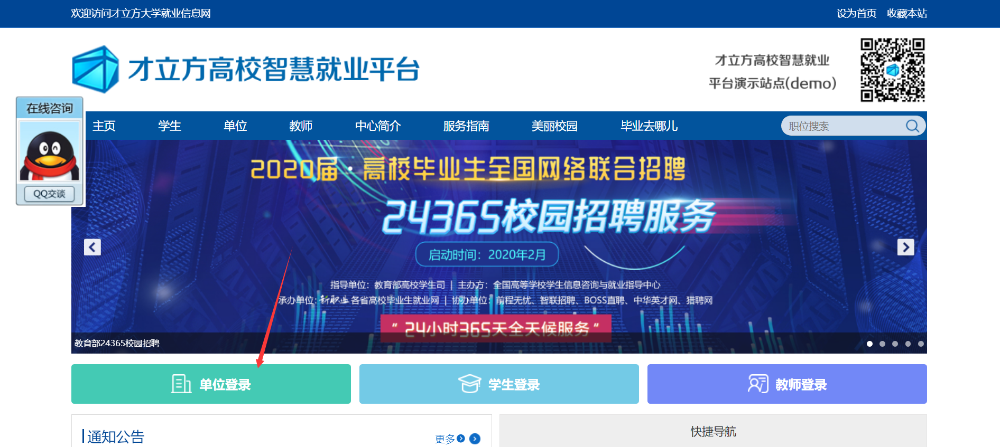 欢迎访问才立方大学就业信息网
设为首页 收藏本站
才立方高校智慧就业平台
才立方高校智慧就业
平台演示站点(demo)
在线咨询
QQ交谈
主页 学生 单位 教师 中心简介 服务指南 美丽校园 毕业去哪儿 职位搜索
2020届·高校毕业生全国网络联合招聘
24365校园招聘服务
启动时间：2020年2月
指导单位：教育部高校学生司 | 主办方：全国高等学校学生信息咨询与就业指导中心
承办单位：新职业 各省高校毕业生就业网 | 协办单位：前程无忧、智联招聘、BOSS直聘、中华英才网、猎聘网
“24小时365天全天候服务”
教育部24365校园招聘
单位登录 学生登录 教师登录
通知公告 更多
快捷导航